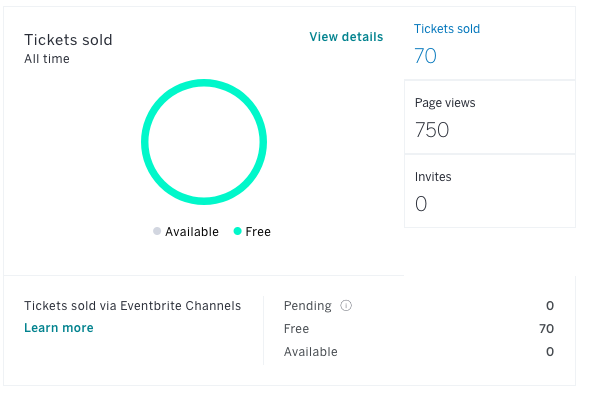 Tickets sold
All time
View details
Available
Free
Tickets sold
70
Page views
750
Invites
0
Tickets sold via Eventbrite Channels
Learn more
Pending
0
Free
70
Available
0